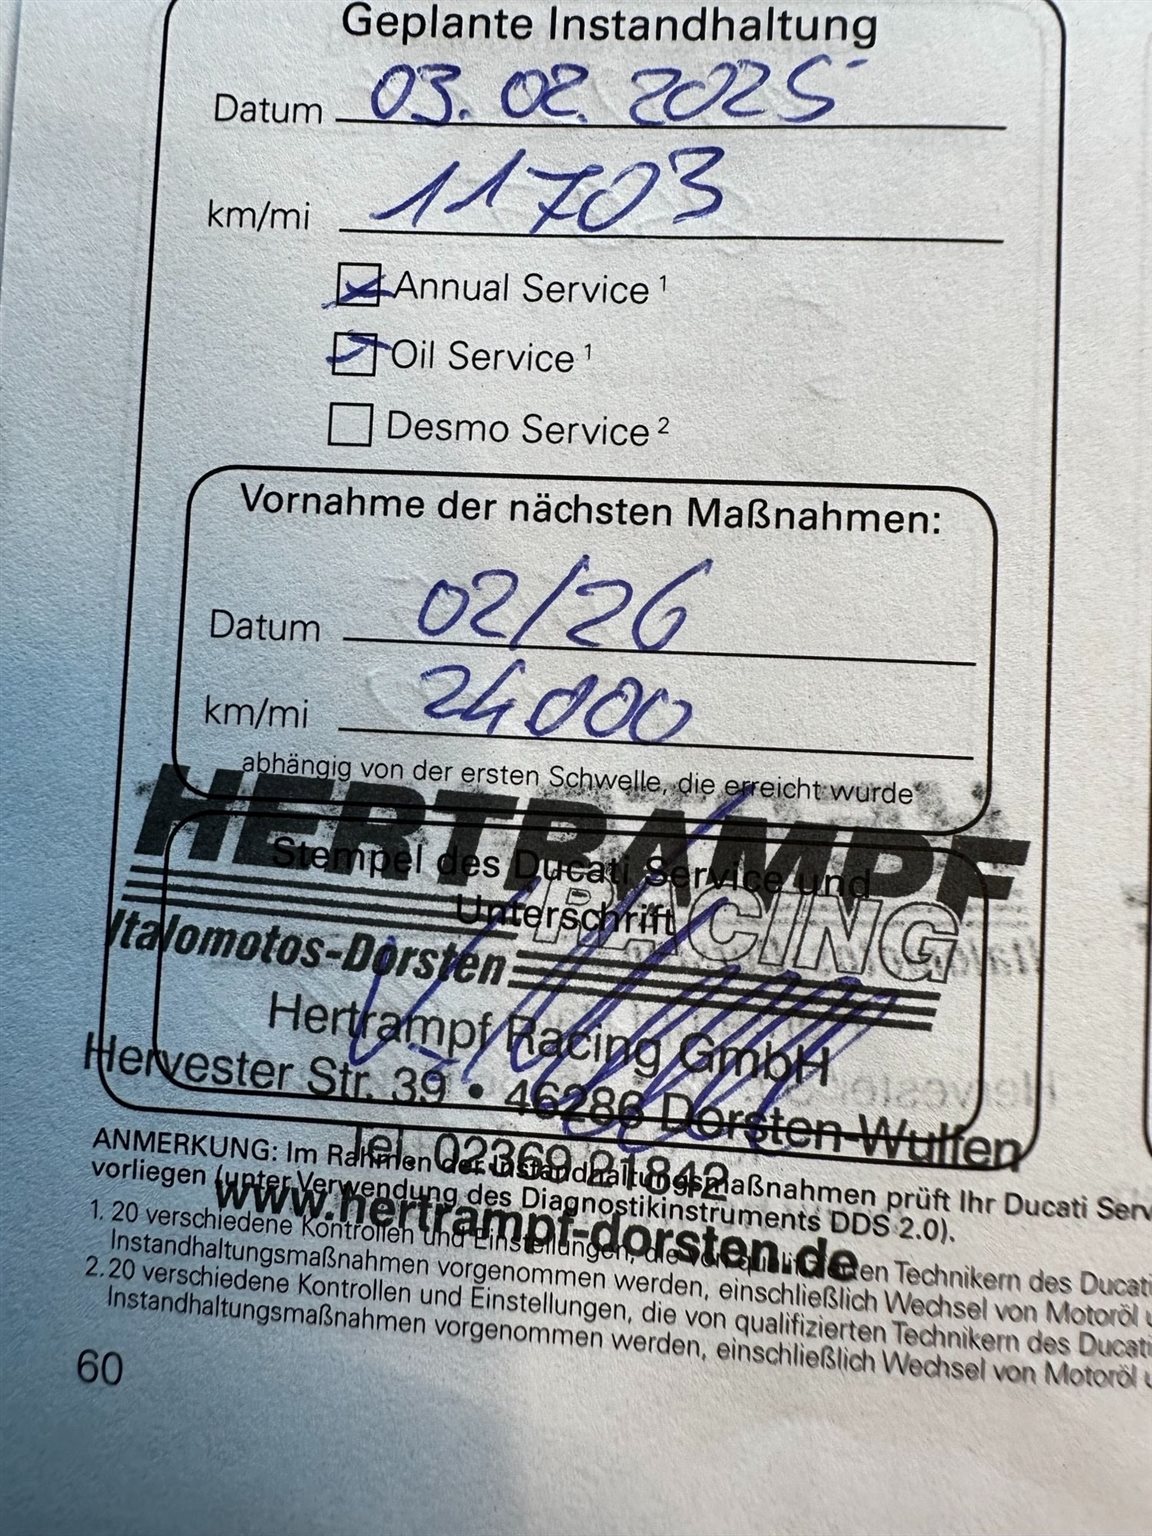 Geplante Instandhaltung
Datum 03.02.2025
km/mi 11703
Annual Service ¹
Oil Service ¹
Desmo Service ²
Vornahme der nächsten Maßnahmen:
Datum 02/26
km/mi 24000
abhängig von der ersten Schwelle, die erreicht wurde
HERTRAMPF
Stempel des Ducati Service und
Unterschrift
RACING
Italomotos-Dorsten
Hertrampf Racing GmbH
Hervester Str. 39 • 46286 Dorsten-Wulfen
Tel. 02369 21842
www.hertrampf-dorsten.de
ANMERKUNG: Im Rahmen der Instandhaltungsmaßnahmen prüft Ihr Ducati Serv
vorliegen (unter Verwendung des Diagnostikinstruments DDS 2.0).
1. 20 verschiedene Kontrollen und Einstellungen, die von qualifizierten Technikern des Ducati
Instandhaltungsmaßnahmen vorgenommen werden, einschließlich Wechsel von Motoröl u
2. 20 verschiedene Kontrollen und Einstellungen, die von qualifizierten Technikern des Ducati
Instandhaltungsmaßnahmen vorgenommen werden, einschließlich Wechsel von Motoröl u
60